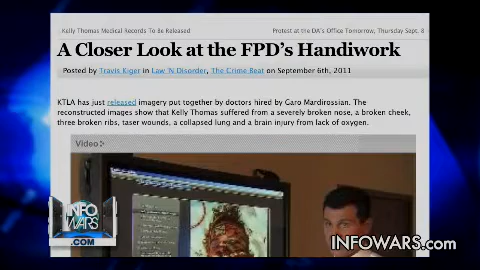 Kelly Thomas Medical Records To Be Released
Protest at the DA's Office Tomorrow, Thursday Sept. 8
A Closer Look at the FPD's Handiwork
Posted by Travis Kiger in Law 'N Disorder, The Crime Beat on September 6th, 2011
KTLA has just released imagery put together by doctors hired by Garo Mardirossian. The
reconstructed images show that Kelly Thomas suffered from a severely broken nose, a broken cheek,
three broken ribs, taser wounds, a collapsed lung and a brain injury from lack of oxygen.
Video
INFO
WARS
.COM
INFOWARS.com